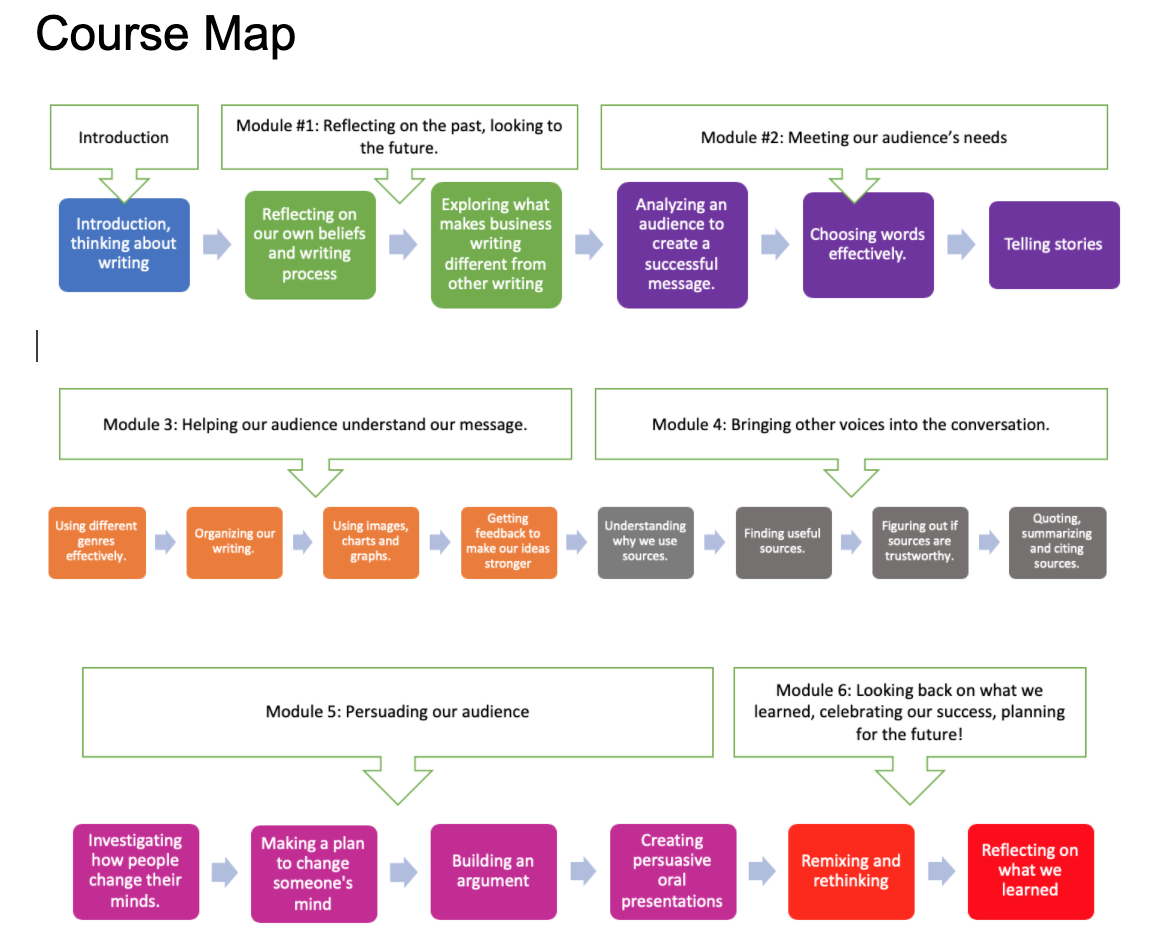 Course Map
Introduction
Module #1: Reflecting on the past, looking to
the future.
Module #2: Meeting our audience’s needs
Introduction,
thinking about
writing
Reflecting on
our own beliefs
and writing
process
Exploring what
makes business
writing
different from
other writing
Analyzing an
audience to
create a
successful
message.
Choosing words
effectively.
Telling stories
Module 3: Helping our audience understand our message.
Module 4: Bringing other voices into the conversation.
Using different
genres
effectively.
Organizing our
writing.
Using images,
charts and
graphs.
Getting
feedback to
make our ideas
stronger
Understanding
why we use
sources.
Finding useful
sources.
Figuring out if
sources are
trustworthy.
Quoting,
summarizing
and citing
sources.
Module 5: Persuading our audience
Module 6: Looking back on what we
learned, celebrating our success, planning
for the future!
Investigating
how people
change their
minds.
Making a plan
to change
someone's
mind
Building an
argument
Creating
persuasive
oral
presentations
Remixing and
rethinking
Reflecting on
what we
learned